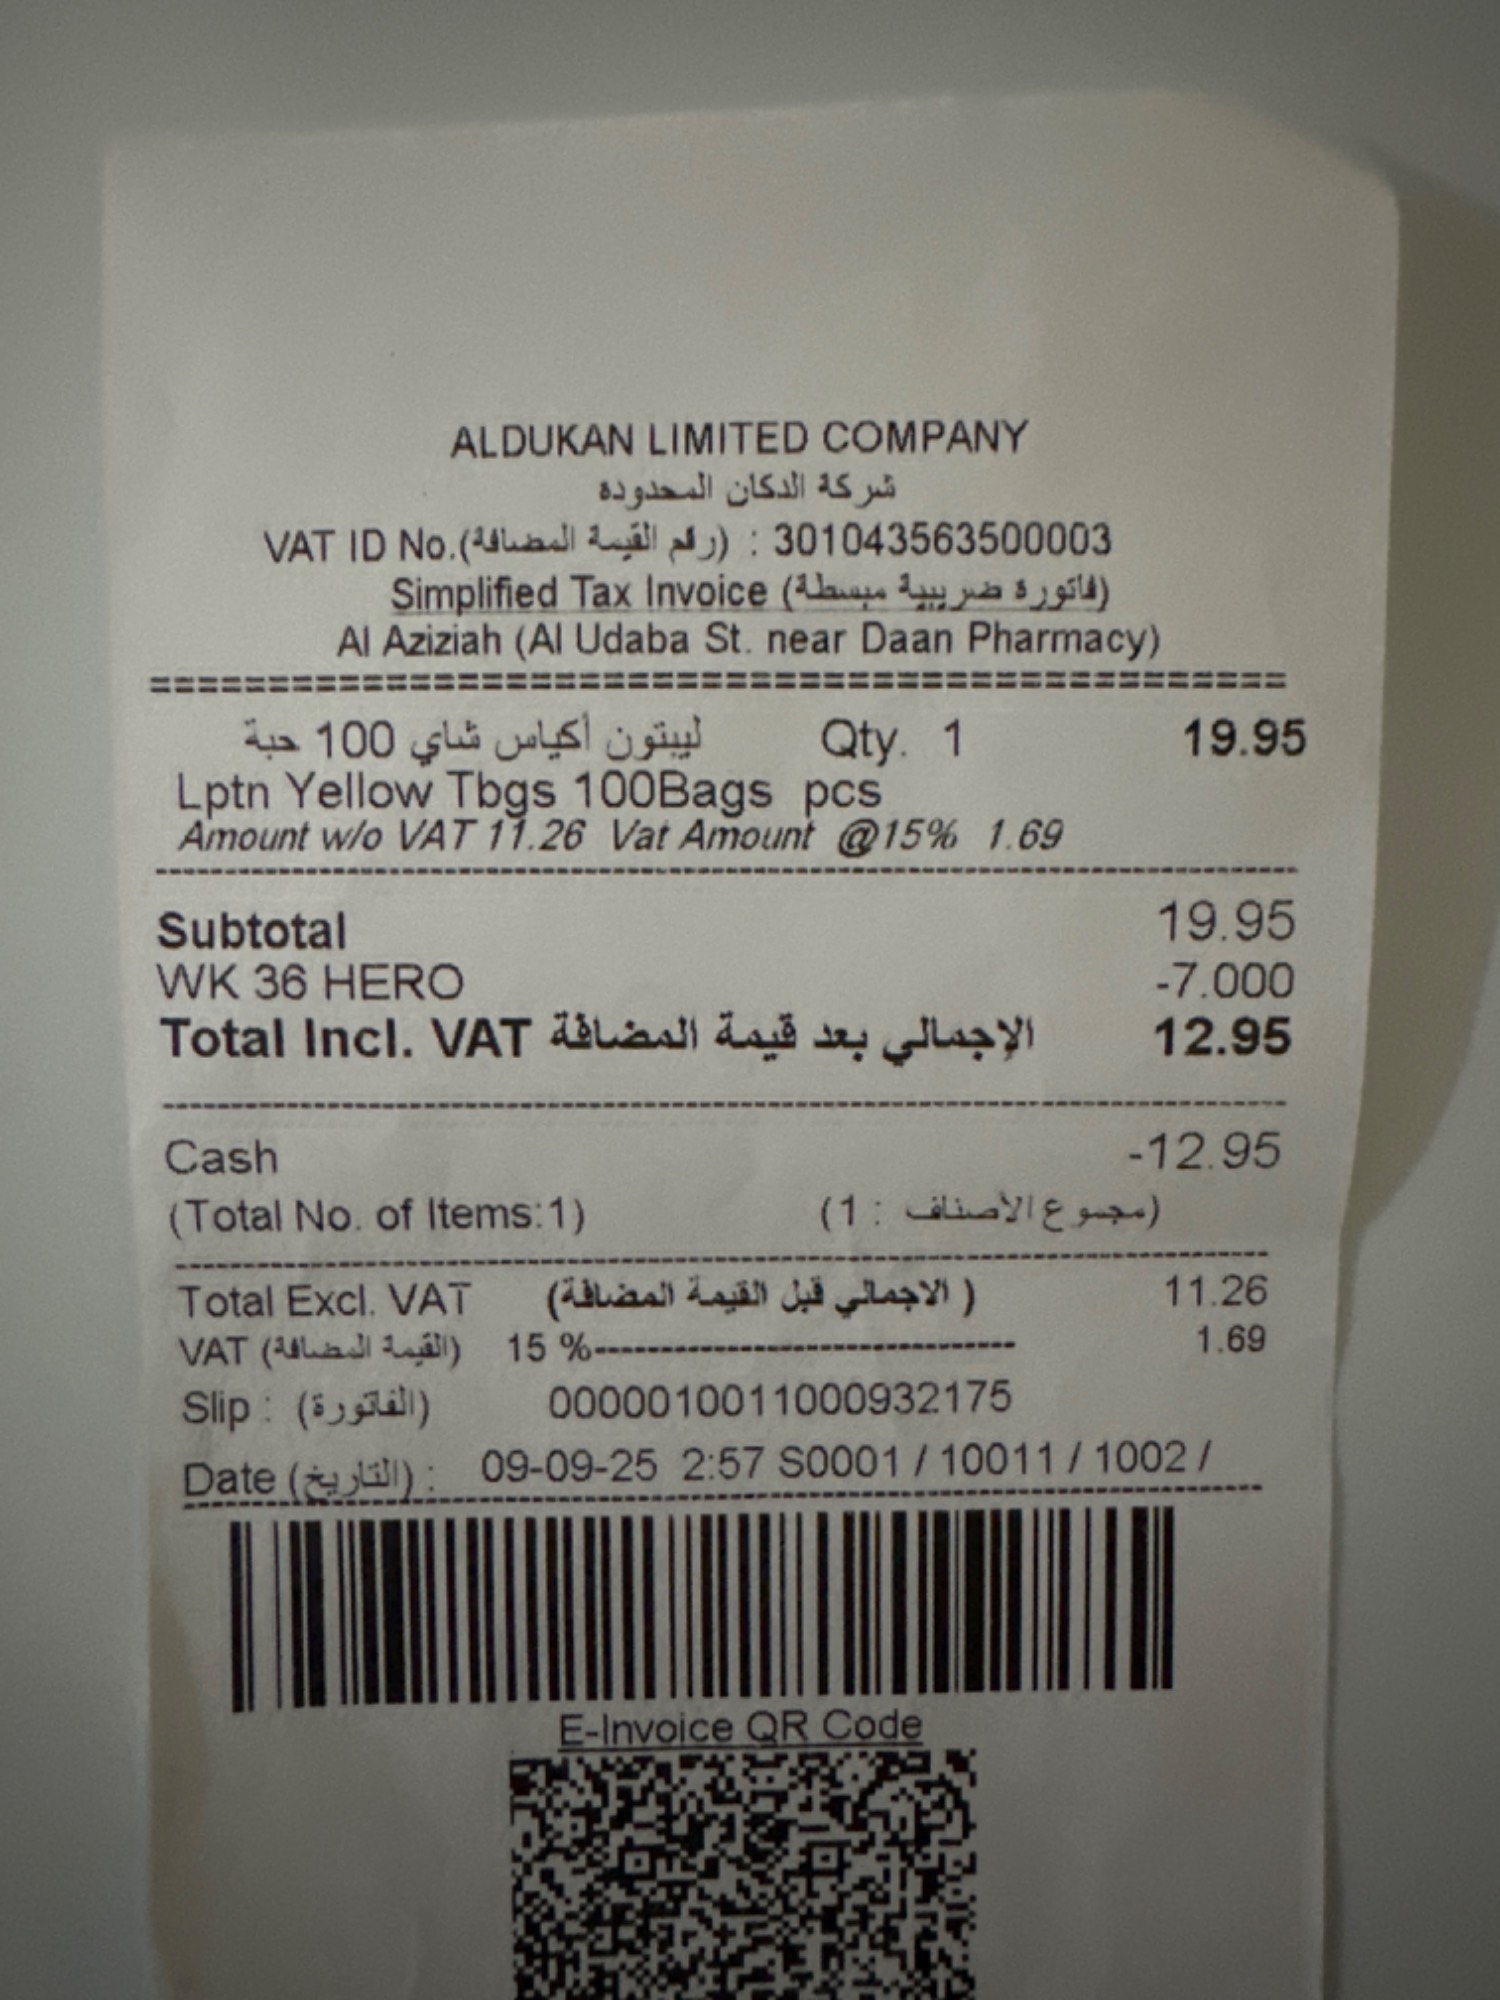 ALDUKAN LIMITED COMPANY
شركة الدكان المحدودة
VAT ID No.(رقم القيمة المضافة) : 301043563500003
Simplified Tax Invoice (فاتورة ضريبية مبسطة)
Al Aziziah (Al Udaba St. near Daan Pharmacy)
================================================
ليبتون أكياس شاي 100 حبة Qty. 1 19.95
Lptn Yellow Tbgs 100Bags pcs
Amount w/o VAT 11.26 Vat Amount @15% 1.69
Subtotal 19.95
WK 36 HERO -7.000
Total Incl. VAT الإجمالي بعد قيمة المضافة 12.95
Cash -12.95
(Total No. of Items:1) (مجموع الأصناف : 1)
Total Excl. VAT (الاجمالي قبل القيمة المضافة ) 11.26
VAT (القيمة المضافة) 15 %------------------------------------ 1.69
Slip : (الفاتورة) 0000010011000932175
Date (التاريخ) : 09-09-25 2:57 S0001 / 10011 / 1002 /
E-Invoice QR Code